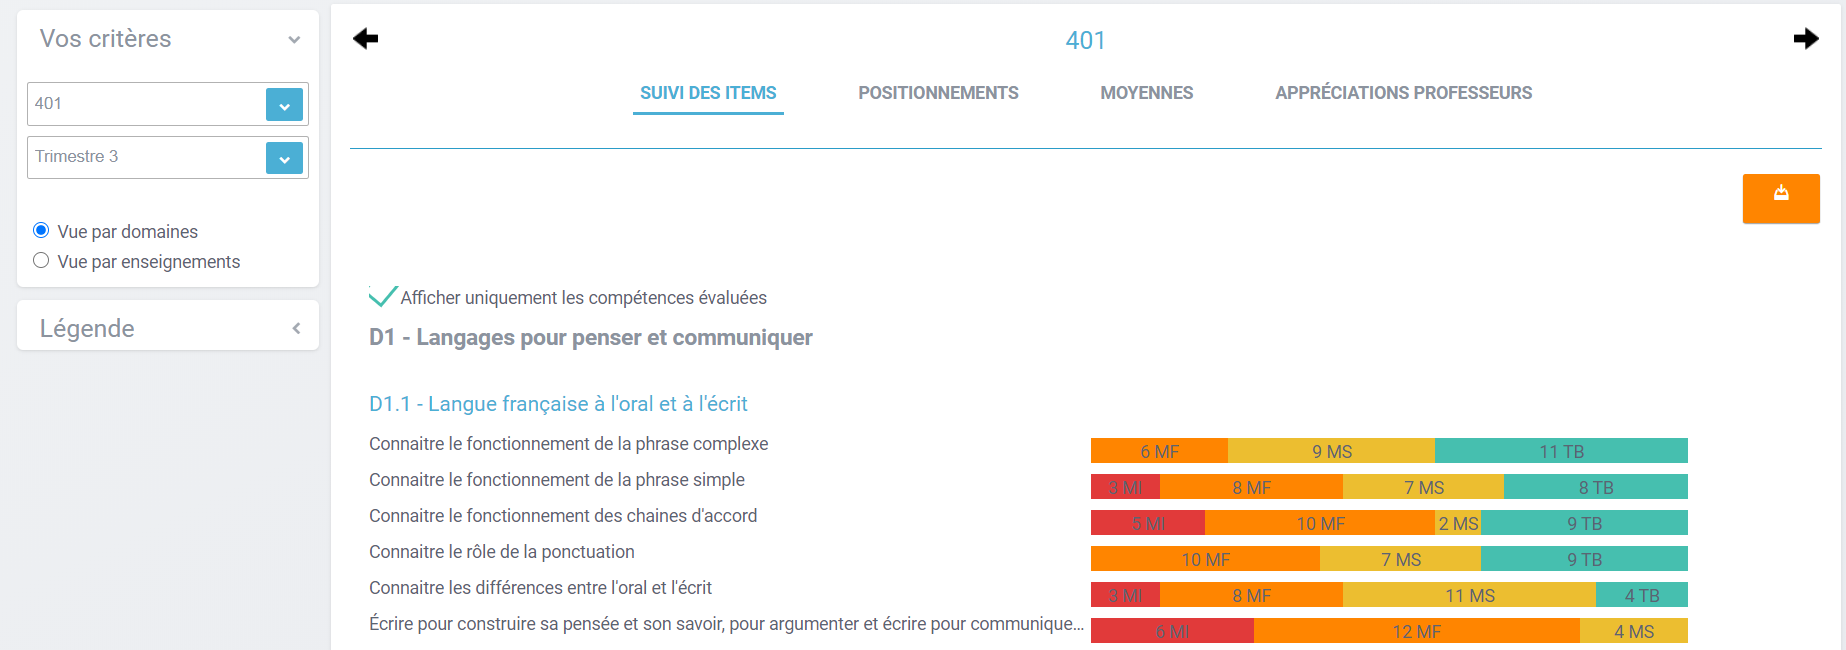 Vos critères
401
Trimestre 3
Vue par domaines
Vue par enseignements
Légende
401
SUIVI DES ITEMS POSITIONNEMENTS MOYENNES APPRÉCIATIONS PROFESSEURS
Afficher uniquement les compétences évaluées
D1 - Langages pour penser et communiquer
D1.1 - Langue française à l'oral et à l'écrit
Connaitre le fonctionnement de la phrase complexe 6 MF 9 MS 11 TB
Connaitre le fonctionnement de la phrase simple 3 MI 8 MF 7 MS 8 TB
Connaitre le fonctionnement des chaines d'accord 5 MI 10 MF 2 MS 9 TB
Connaitre le rôle de la ponctuation 10 MF 7 MS 9 TB
Connaitre les différences entre l'oral et l'écrit 3 MI 8 MF 11 MS 4 TB
Écrire pour construire sa pensée et son savoir, pour argumenter et écrire pour communique... 6 MI 12 MF 4 MS